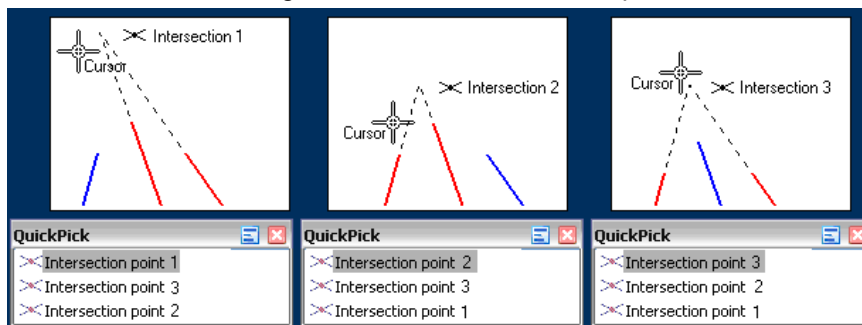 Intersection 1
Cursor
QuickPick
Intersection point 1
Intersection point 3
Intersection point 2
Intersection 2
Cursor
QuickPick
Intersection point 2
Intersection point 3
Intersection point 1
Intersection 3
Cursor
QuickPick
Intersection point 3
Intersection point 2
Intersection point 1